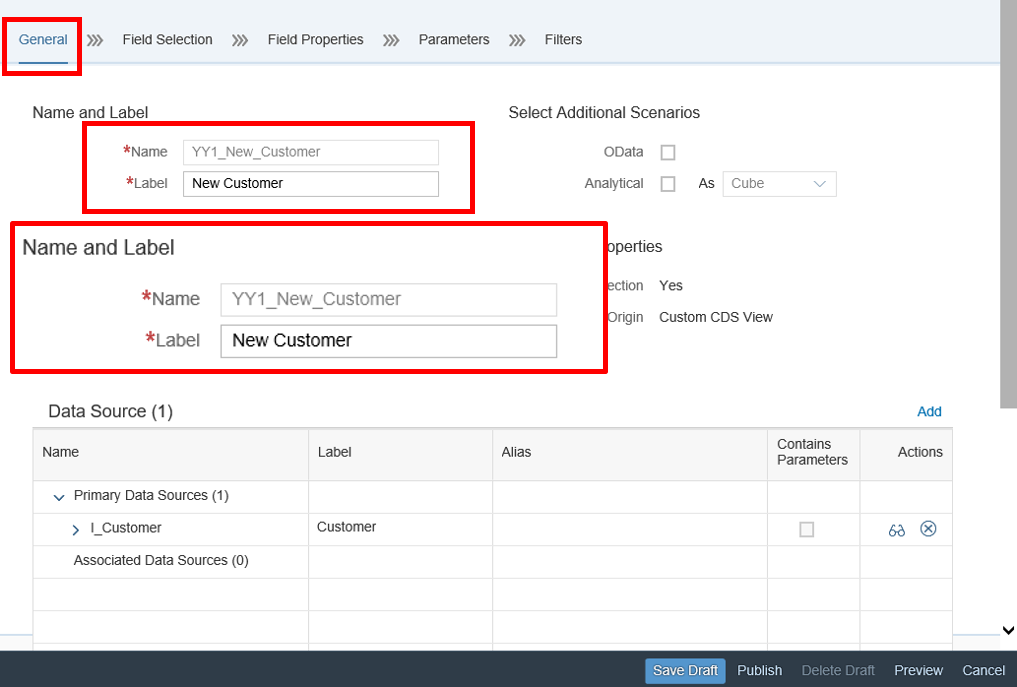 General Field Selection Field Properties Parameters Filters
Name and Label
*Name YY1_New_Customer
*Label New Customer
Select Additional Scenarios
OData
Analytical As Cube
Name and Label
*Name YY1_New_Customer
*Label New Customer
operties
ection Yes
Origin Custom CDS View
Data Source (1) Add
Name Label Alias Contains Parameters Actions
Primary Data Sources (1)
I_Customer Customer
Associated Data Sources (0)
Save Draft Publish Delete Draft Preview Cancel